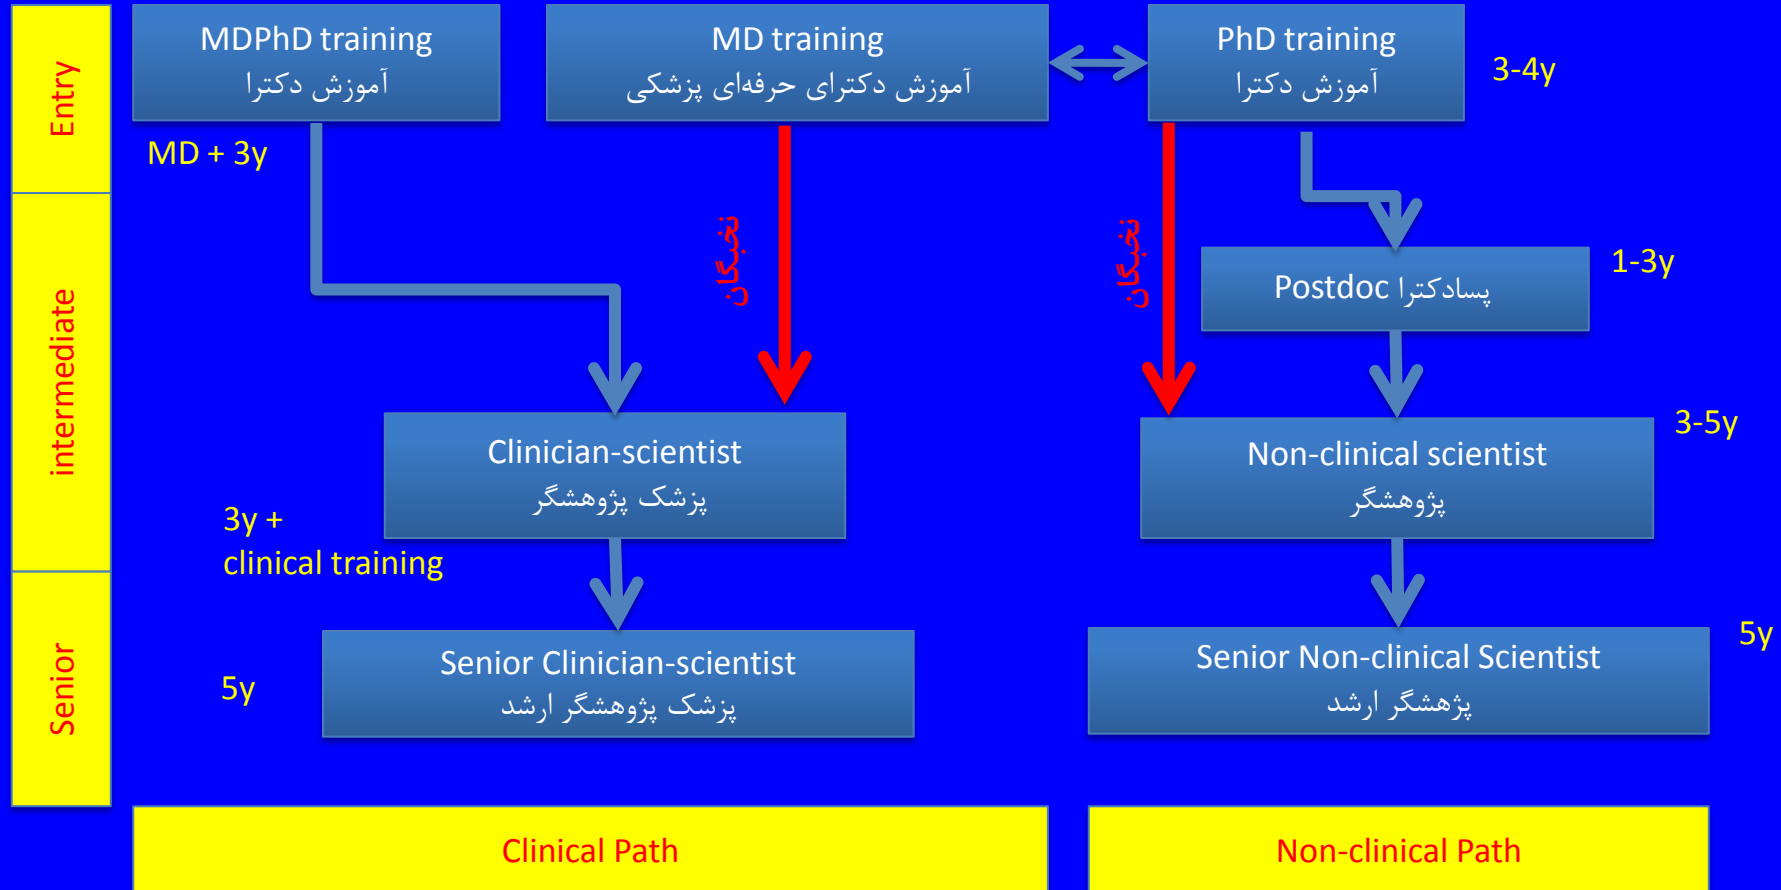 Entry
MDPhD training
آموزش دکترا
MD training
آموزش دکترای حرفه‌ای پزشکی
PhD training
آموزش دکترا
3-4y
MD + 3y
intermediate
نخبگان
نخبگان
Postdoc پسادکترا
1-3y
Clinician-scientist
پزشک پژوهشگر
Non-clinical scientist
پژوهشگر
3-5y
3y +
clinical training
Senior
5y
Senior Clinician-scientist
پزشک پژوهشگر ارشد
Senior Non-clinical Scientist
پژهشگر ارشد
5y
Clinical Path
Non-clinical Path